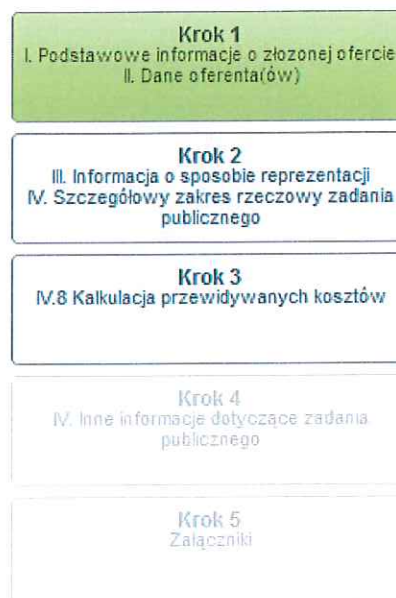 Krok 1
I. Podstawowe informacje o złozonej ofercie
II. Dane oferenta(ów)
Krok 2
III. Informacja o sposobie reprezentacji
IV. Szczegółowy zakres rzeczowy zadania
publicznego
Krok 3
IV.8 Kalkulacja przewidywanych kosztów
Krok 4
IV. Inne informacje dotyczące zadania
publicznego
Krok 5
Załączniki